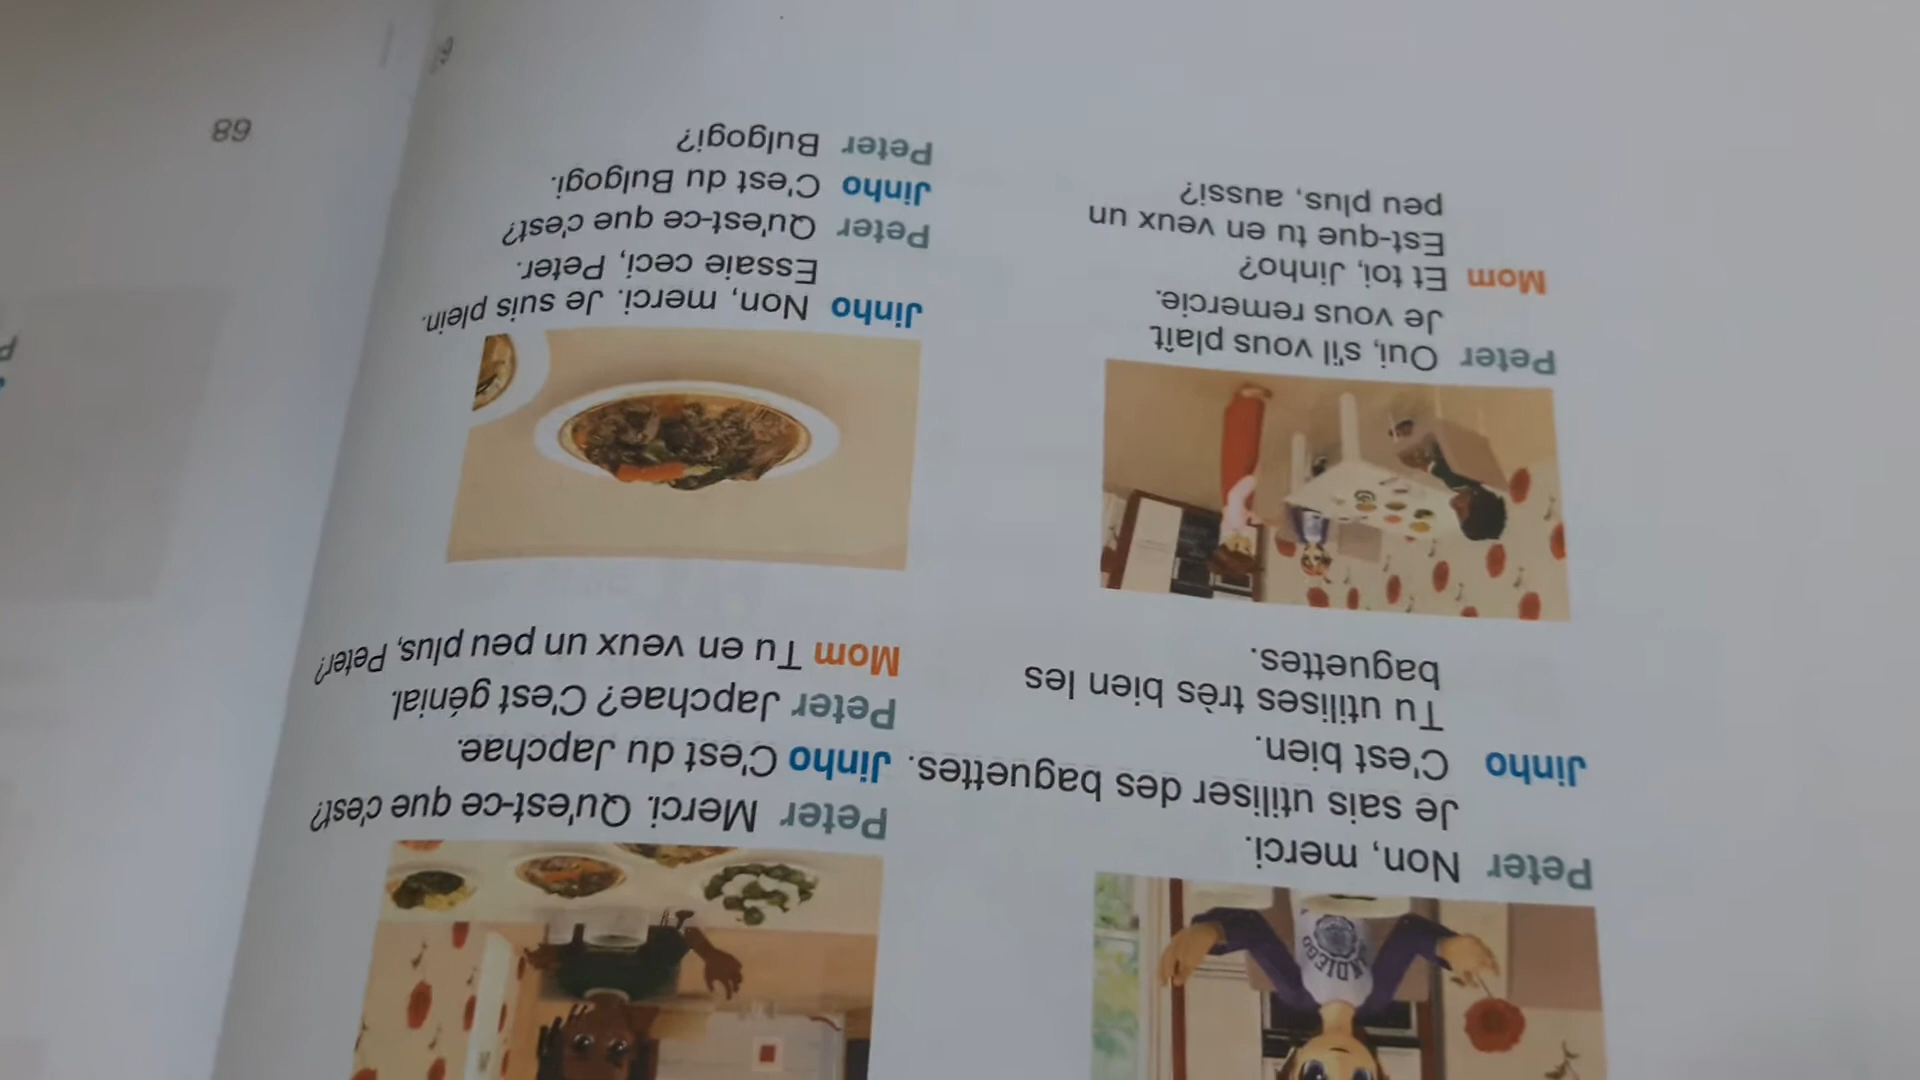 NDIEGO
Peter Non, merci.
Je sais utiliser des baguettes.
Jinho C'est bien.
Tu utilises très bien les
baguettes.
Peter Oui, s'il vous plaît
Je vous remercie.
Mom Et toi, Jinho?
Est-que tu en veux un
peu plus, aussi?
Peter Merci. Qu'est-ce que c'est?
Jinho C'est du Japchae.
Peter Japchae? C'est génial.
Mom Tu en veux un peu plus, Peter?
Jinho Non, merci. Je suis plein.
Essaie ceci, Peter.
Peter Qu'est-ce que c'est?
Jinho C'est du Bulgogi.
Peter Bulgogi?
68